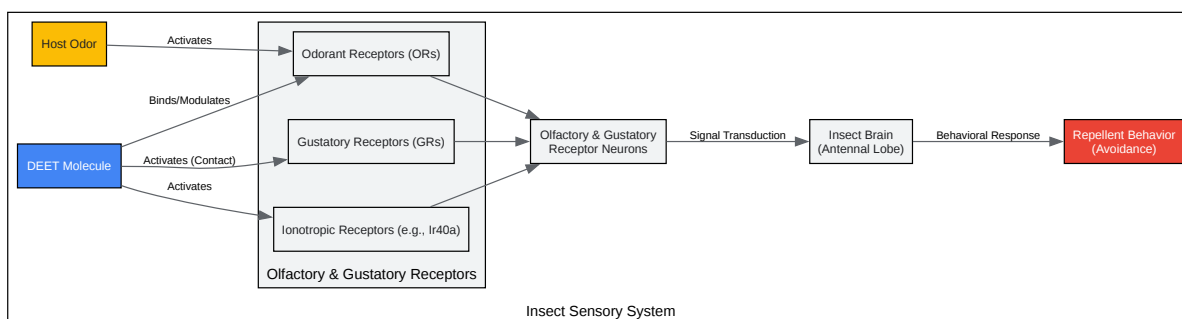 Host Odor
Activates
Odorant Receptors (ORs)
Binds/Modulates
DEET Molecule
Activates (Contact)
Gustatory Receptors (GRs)
Activates
Ionotropic Receptors (e.g., Ir40a)
Olfactory & Gustatory Receptors
Olfactory & Gustatory
Receptor Neurons
Signal Transduction
Insect Brain
(Antennal Lobe)
Behavioral Response
Repellent Behavior
(Avoidance)
Insect Sensory System